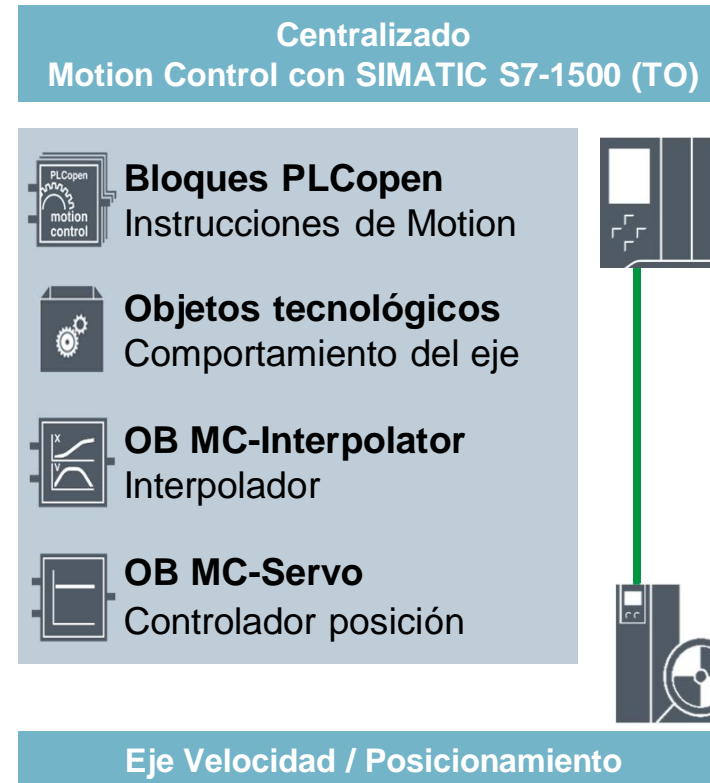 Centralizado
Motion Control con SIMATIC S7-1500 (TO)
PLCopen
motion
control
Bloques PLCopen
Instrucciones de Motion
Objetos tecnológicos
Comportamiento del eje
X
V
OB MC-Interpolator
Interpolador
OB MC-Servo
Controlador posición
Eje Velocidad / Posicionamiento